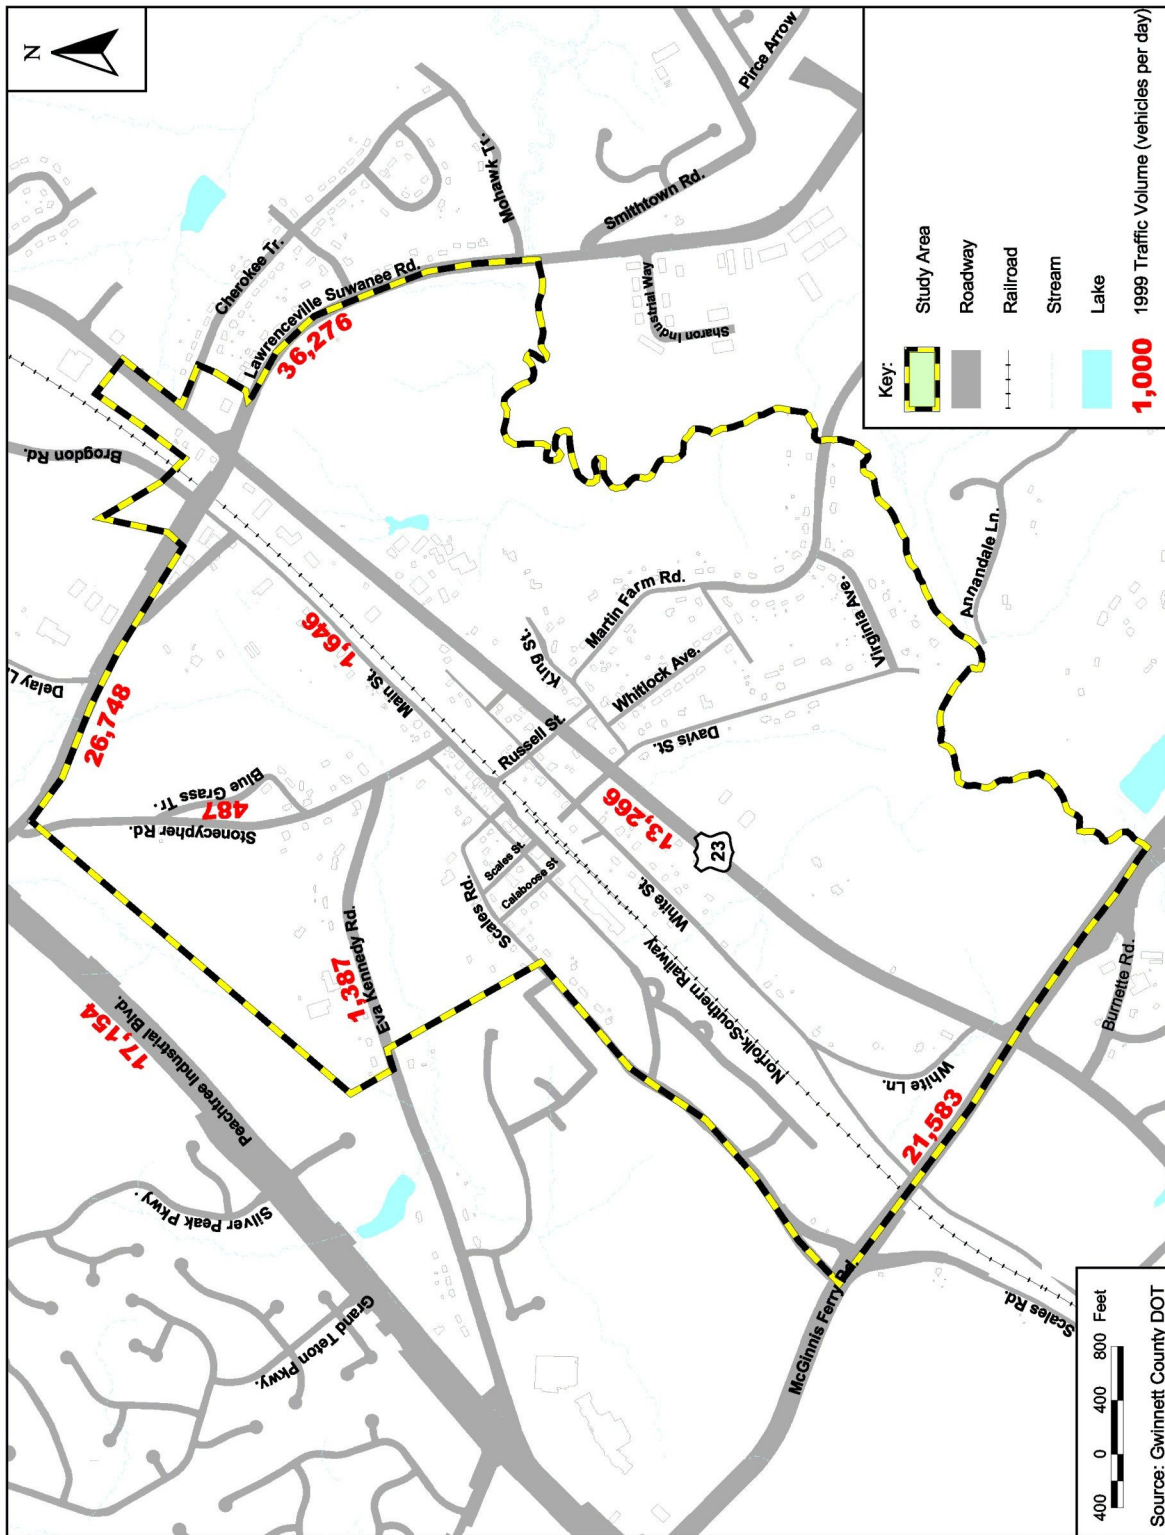 N
Brogdon Rd.
Delay L
Cherokee Tr.
Lawrenceville Suwanee Rd.
36,276
Mohawk Tr.
Pirce Arrow
Smithtown Rd.
Sharon Industrial Way
26,748
1,646
Main St.
Blue Grass Tr.
487
Stonecypher Rd.
King St.
Martin Farm Rd.
Whitlock Ave.
Russell St.
Davis St.
Virginia Ave.
Annandale Ln.
13,266
23
Scales St.
Calaboose St
Scales Rd.
White St.
Norfolk-Southern Railway
Eva Kennedy Rd.
1,387
17,154
Peachtree Industrial Blvd.
Silver Peak Pkwy.
Grand Teton Pkwy.
White Ln.
21,583
Burnette Rd.
McGinnis Ferry Rd.
Scales Rd.
Key:
Study Area
Roadway
Railroad
Stream
Lake
1,000 1999 Traffic Volume (vehicles per day)
400 0 400 800 Feet
Source: Gwinnett County DOT